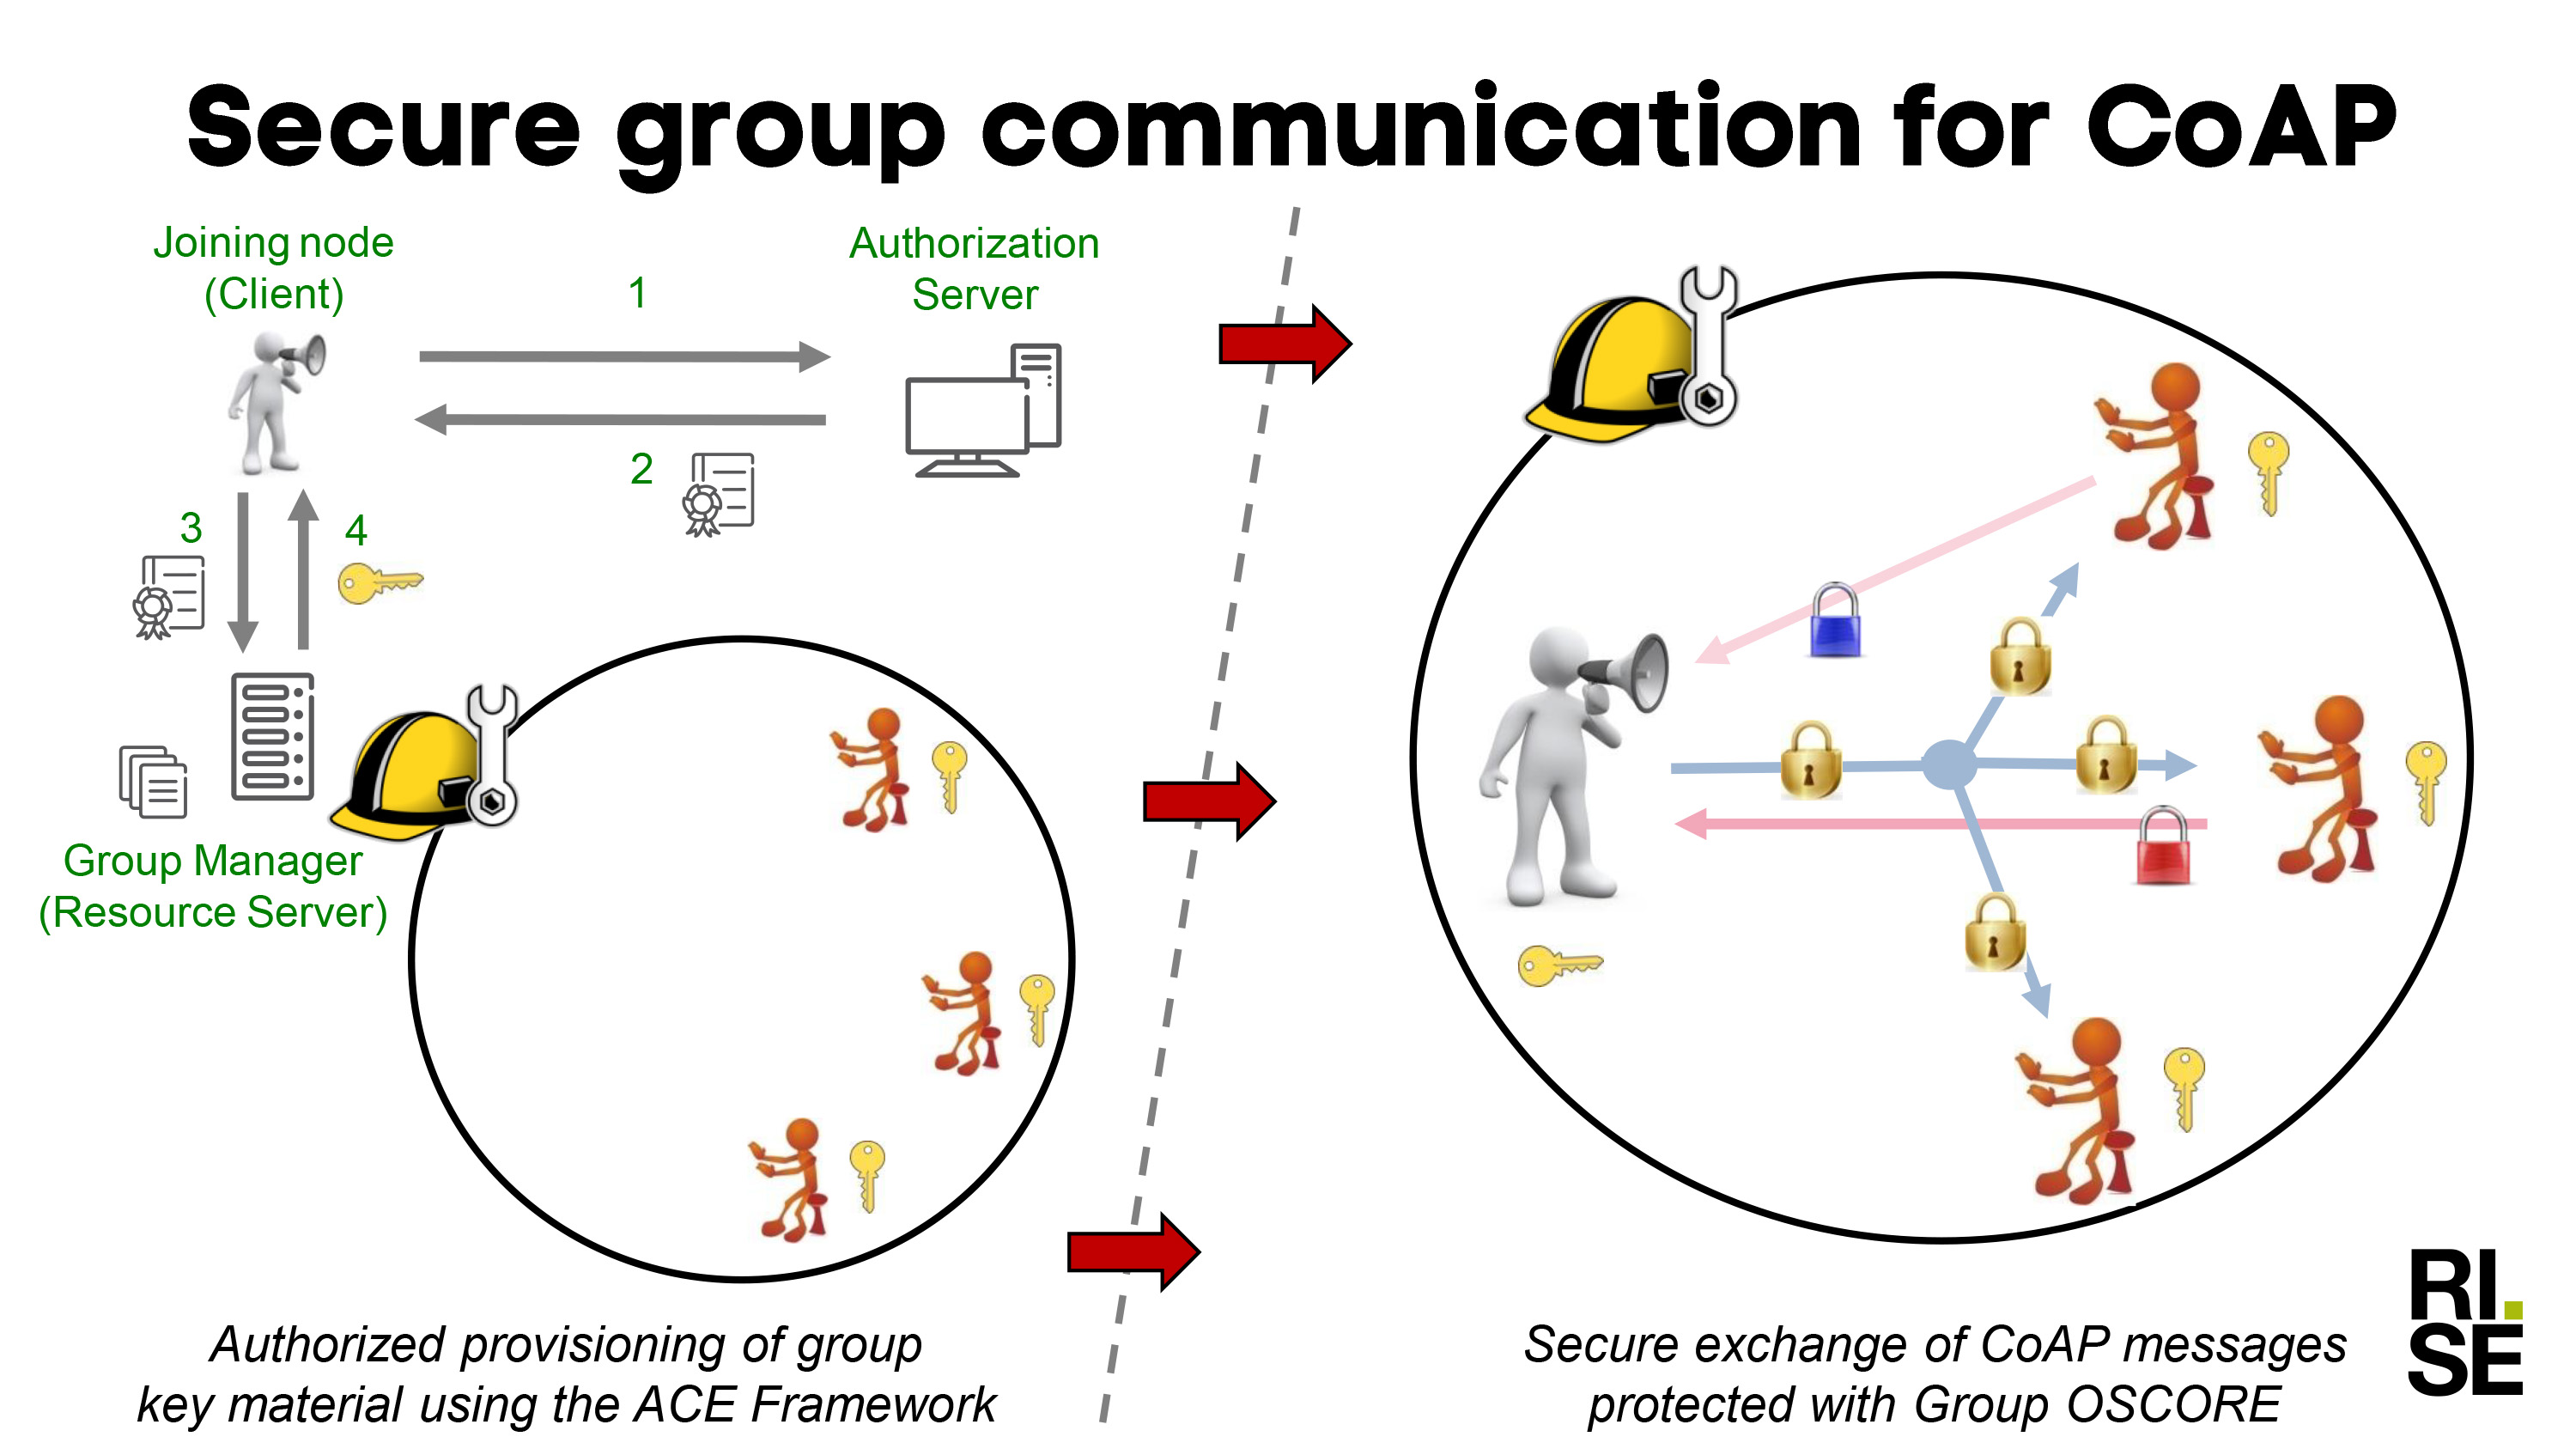 Secure group communication for CoAP
Joining node
(Client)
1
Authorization
Server
2
3
4
Group Manager
(Resource Server)
Authorized provisioning of group
key material using the ACE Framework
Secure exchange of CoAP messages
protected with Group OSCORE
RI.
SE